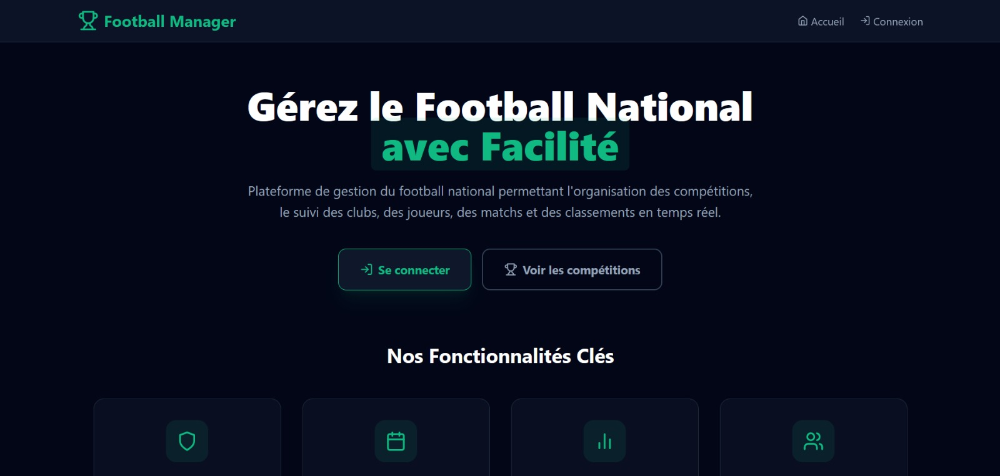 Football Manager
Accueil
Connexion
Gérez le Football National
avec Facilité
Plateforme de gestion du football national permettant l'organisation des compétitions,
le suivi des clubs, des joueurs, des matchs et des classements en temps réel.
Se connecter
Voir les compétitions
Nos Fonctionnalités Clés